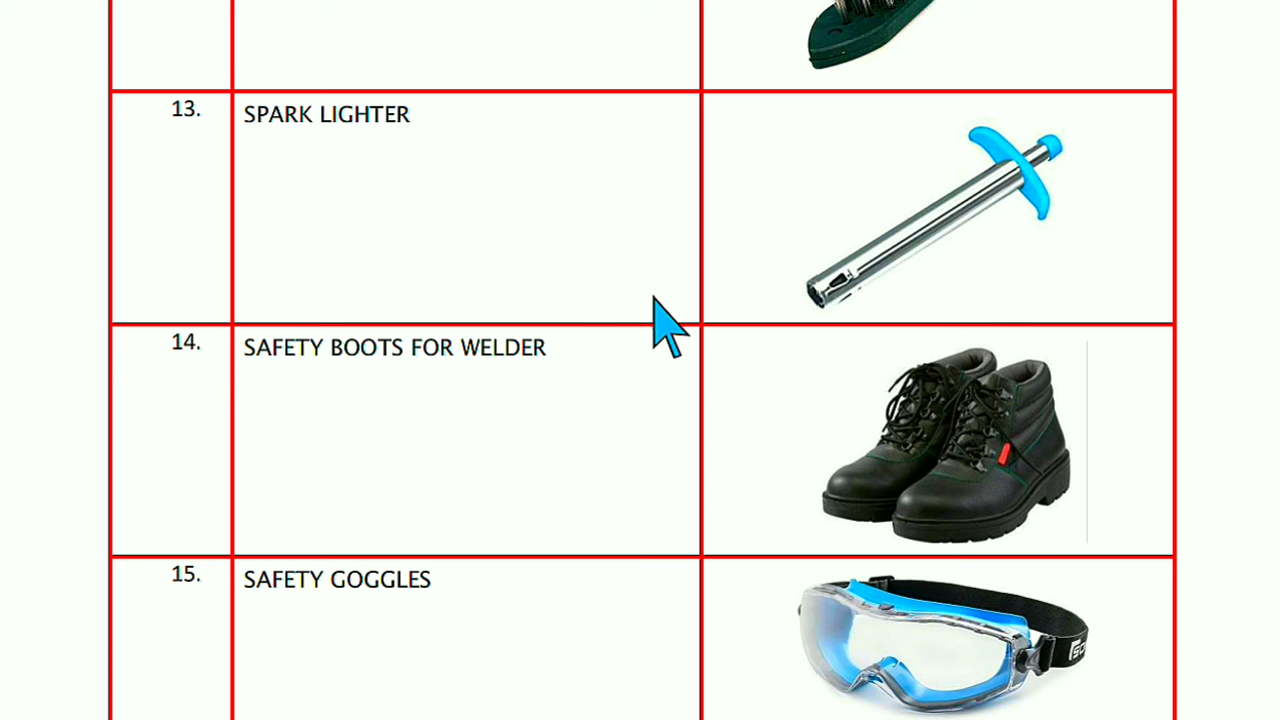 13.
SPARK LIGHTER
14.
SAFETY BOOTS FOR WELDER
15.
SAFETY GOGGLES